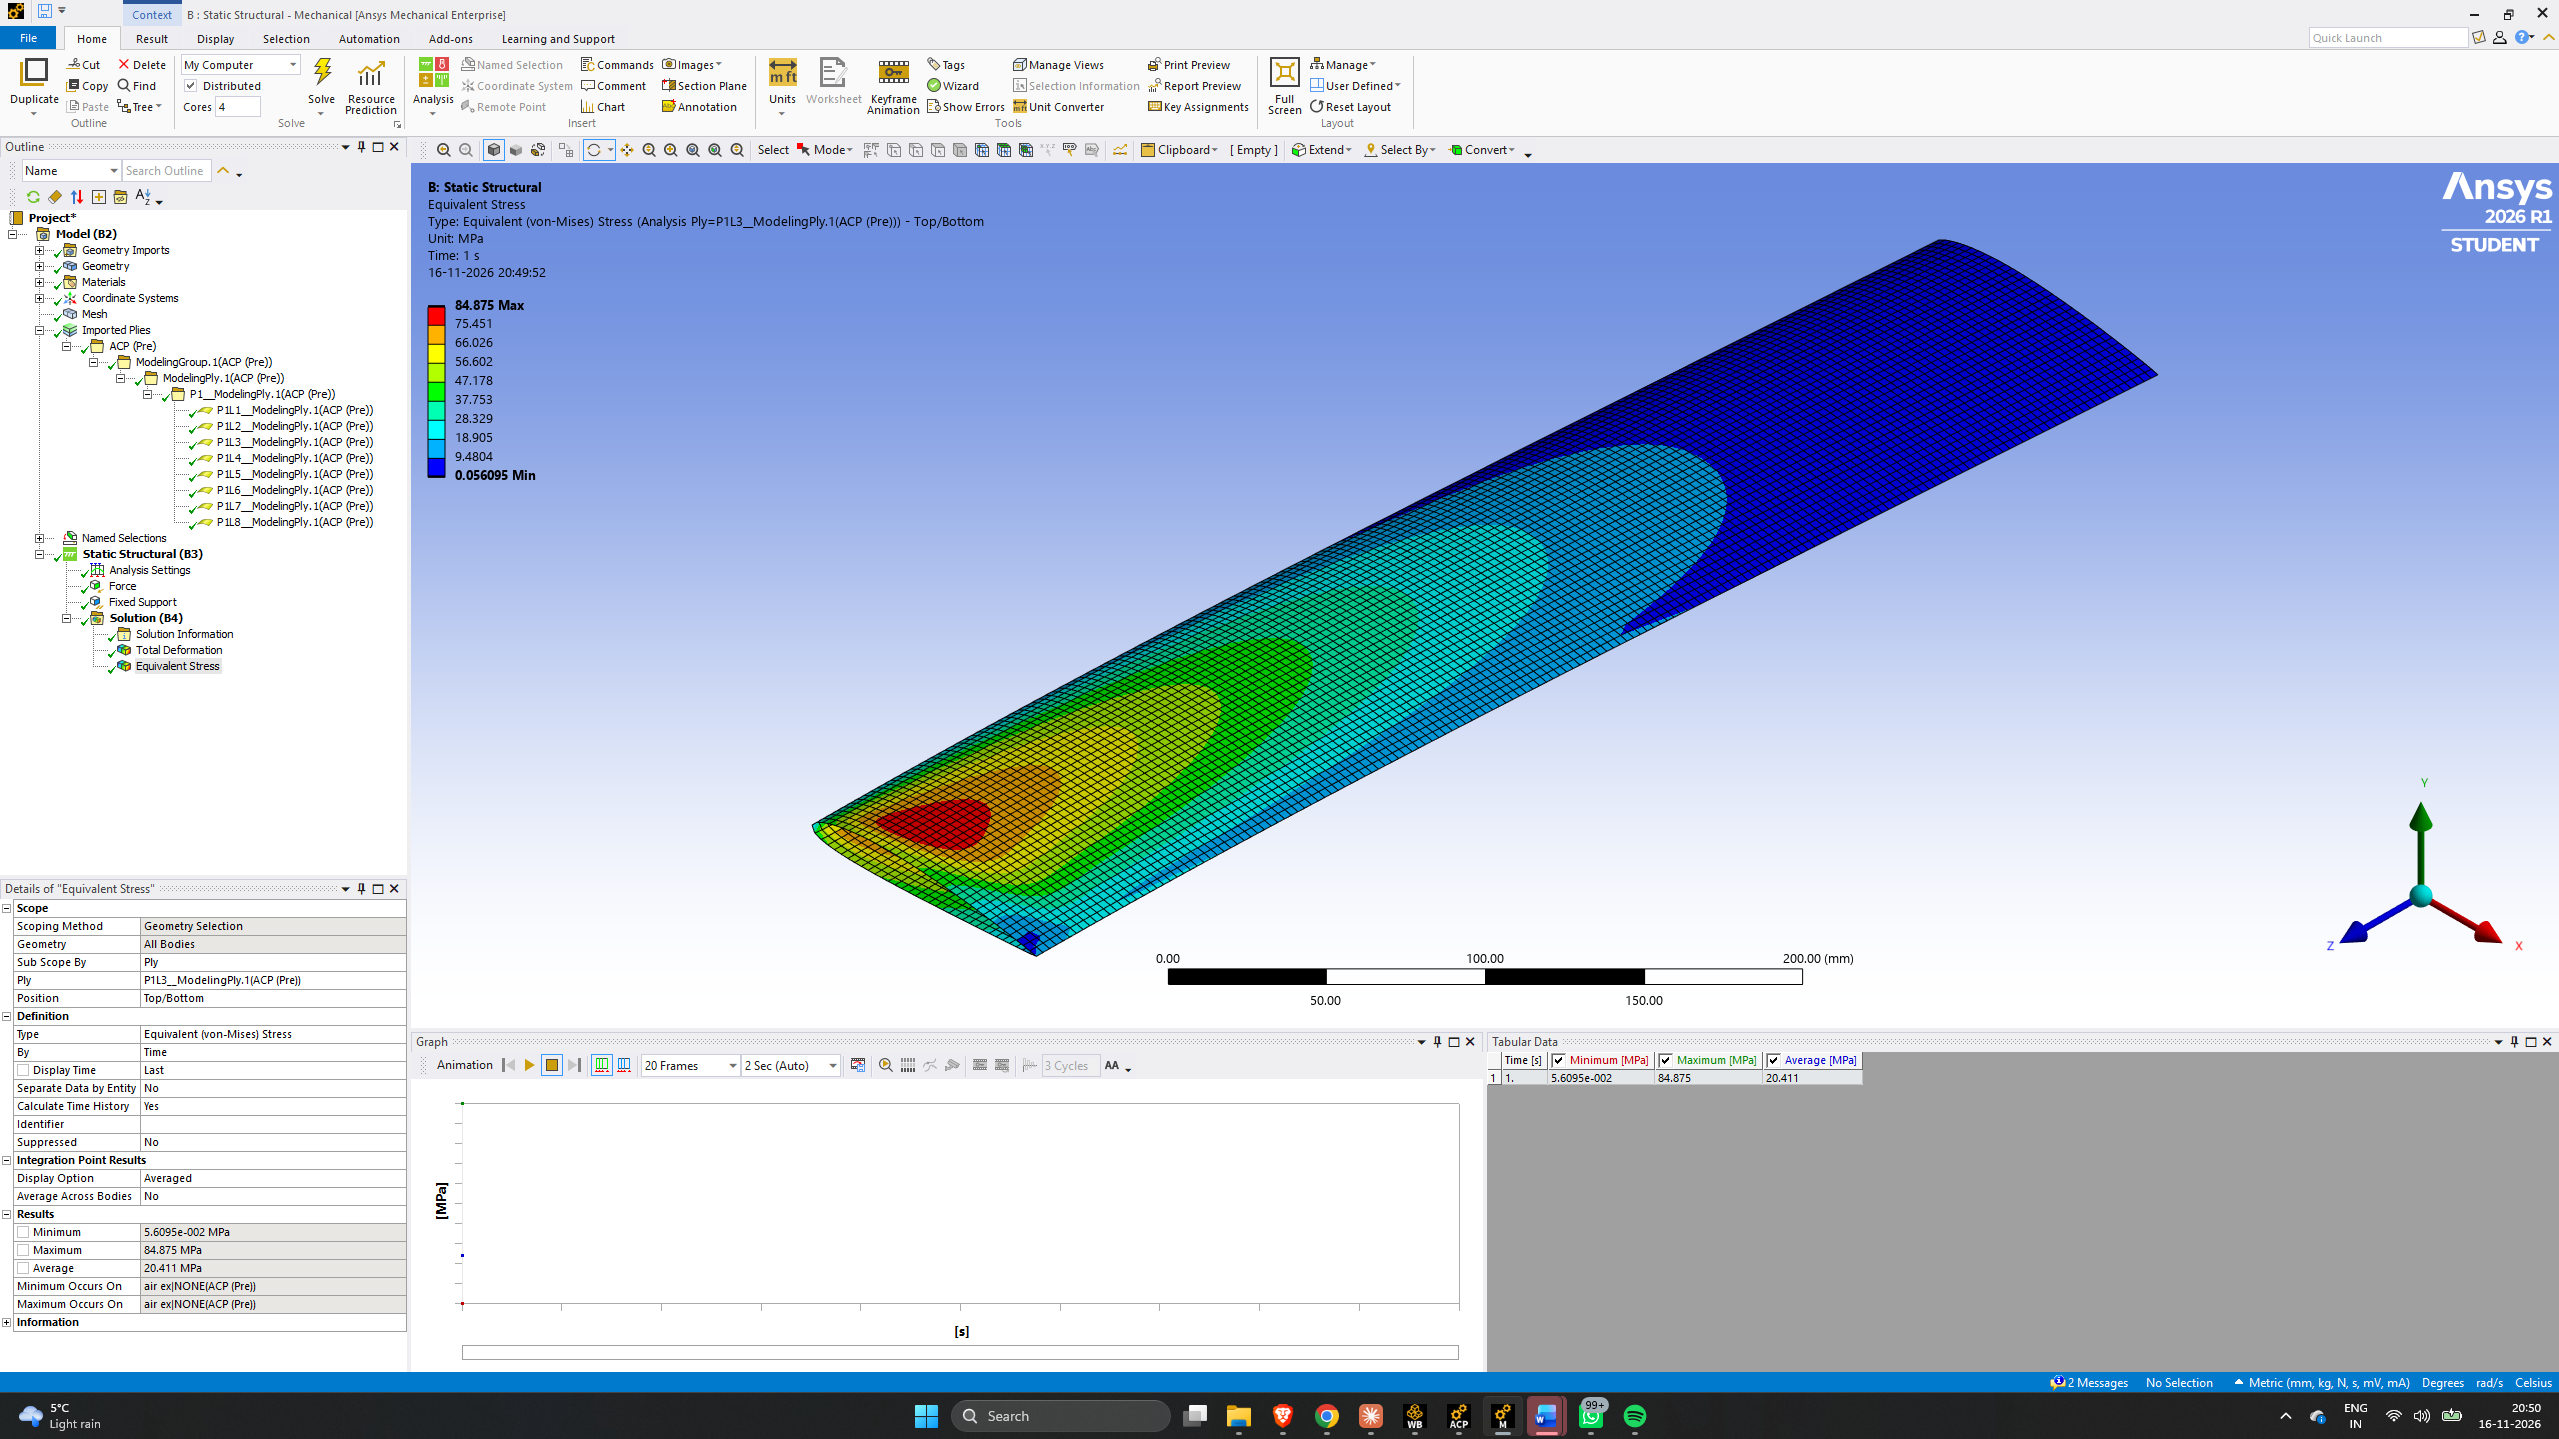 Context
B : Static Structural - Mechanical [Ansys Mechanical Enterprise]
File
Home
Result
Display
Selection
Automation
Add-ons
Learning and Support
Quick Launch
Duplicate
Cut
Delete
Copy
Find
Paste
Tree
Outline
My Computer
Distributed
Cores 4
Solve
Resource Prediction
Solve
Analysis
Named Selection
Coordinate System
Remote Point
Commands
Comment
Chart
Images
Section Plane
Annotation
Insert
Units
Worksheet
Keyframe Animation
Tags
Wizard
Show Errors
Manage Views
Selection Information
Unit Converter
Print Preview
Report Preview
Key Assignments
Tools
Full Screen
Manage
User Defined
Reset Layout
Layout
Outline
Name
Search Outline
Select
Mode
Clipboard
[ Empty ]
Extend
Select By
Convert
Project*
Model (B2)
Geometry Imports
Geometry
Materials
Coordinate Systems
Mesh
Imported Plies
ACP (Pre)
ModelingGroup.1(ACP (Pre))
ModelingPly.1(ACP (Pre))
P1__ModelingPly.1(ACP (Pre))
P1L1__ModelingPly.1(ACP (Pre))
P1L2__ModelingPly.1(ACP (Pre))
P1L3__ModelingPly.1(ACP (Pre))
P1L4__ModelingPly.1(ACP (Pre))
P1L5__ModelingPly.1(ACP (Pre))
P1L6__ModelingPly.1(ACP (Pre))
P1L7__ModelingPly.1(ACP (Pre))
P1L8__ModelingPly.1(ACP (Pre))
Named Selections
Static Structural (B3)
Analysis Settings
Force
Fixed Support
Solution (B4)
Solution Information
Total Deformation
Equivalent Stress
B: Static Structural
Equivalent Stress
Type: Equivalent (von-Mises) Stress (Analysis Ply=P1L3__ModelingPly.1(ACP (Pre))) - Top/Bottom
Unit: MPa
Time: 1 s
16-11-2026 20:49:52
84.875 Max
75.451
66.026
56.602
47.178
37.753
28.329
18.905
9.4804
0.056095 Min
Ansys
2026 R1
STUDENT
Y
Z
X
0.00
100.00
200.00 (mm)
50.00
150.00
Details of "Equivalent Stress"
Scope
Scoping Method Geometry Selection
Geometry All Bodies
Sub Scope By Ply
Ply P1L3__ModelingPly.1(ACP (Pre))
Position Top/Bottom
Definition
Type Equivalent (von-Mises) Stress
By Time
Display Time Last
Separate Data by Entity No
Calculate Time History Yes
Identifier
Suppressed No
Integration Point Results
Display Option Averaged
Average Across Bodies No
Results
Minimum 5.6095e-002 MPa
Maximum 84.875 MPa
Average 20.411 MPa
Minimum Occurs On air ex|NONE(ACP (Pre))
Maximum Occurs On air ex|NONE(ACP (Pre))
Information
Graph
Animation
20 Frames
2 Sec (Auto)
3 Cycles
AA
[MPa]
[s]
Tabular Data
Time [s] Minimum [MPa] Maximum [MPa] Average [MPa]
1 1. 5.6095e-002 84.875 20.411
2 Messages
No Selection
Metric (mm, kg, N, s, mV, mA)
Degrees
rad/s
Celsius
5°C
Light rain
Search
WB
ACP
M
99+
ENG
IN
20:50
16-11-2026